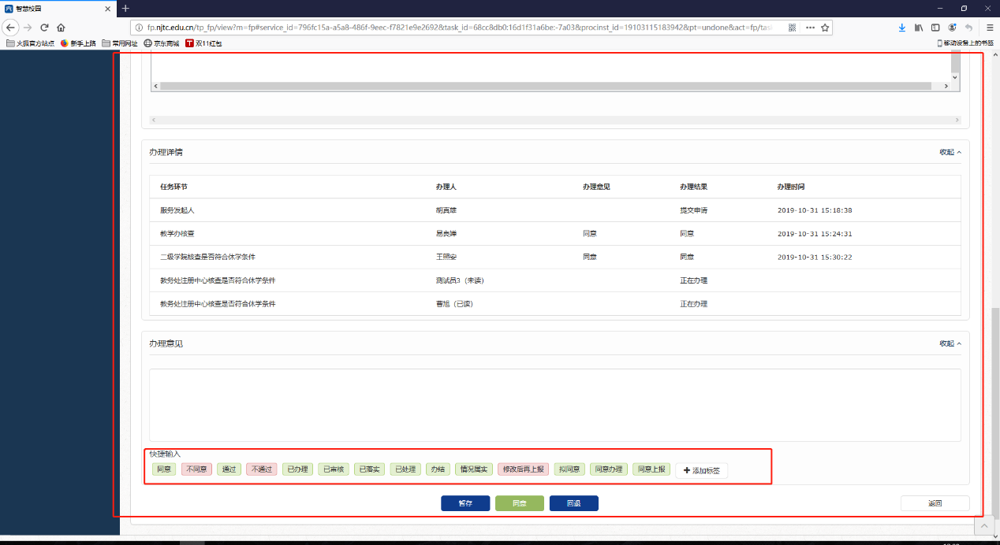 智慧校园
fp.njtc.edu.cn/tp_fp/view?m=fp#service_id=796fc15a-a5a8-486f-9eec-f7821e9e2692&task_id=68cc8db0:16d1f31a6be:-7a03&procinst_id=19103115183942&pt=undone&act=fp/tas
火狐官方站点 新手上路 常用网址 京东商城 双11红包 移动设备上的书签
办理详情 收起
任务环节 办理人 办理意见 办理结果 办理时间
服务发起人 胡真雄 提交申请 2019-10-31 15:18:38
教学办核查 易良婵 同意 同意 2019-10-31 15:24:31
二级学院核查是否符合休学条件 王照安 同意 同意 2019-10-31 15:30:22
教务处注册中心核查是否符合休学条件 测试员3（未读） 正在办理
教务处注册中心核查是否符合休学条件 曹旭（已读） 正在办理
办理意见 收起
快捷输入
同意 不同意 通过 不通过 已办理 已审核 已落实 已处理 办结 情况属实 修改后再上报 拟同意 同意办理 同意上报 添加标签
暂存 同意 回退 返回